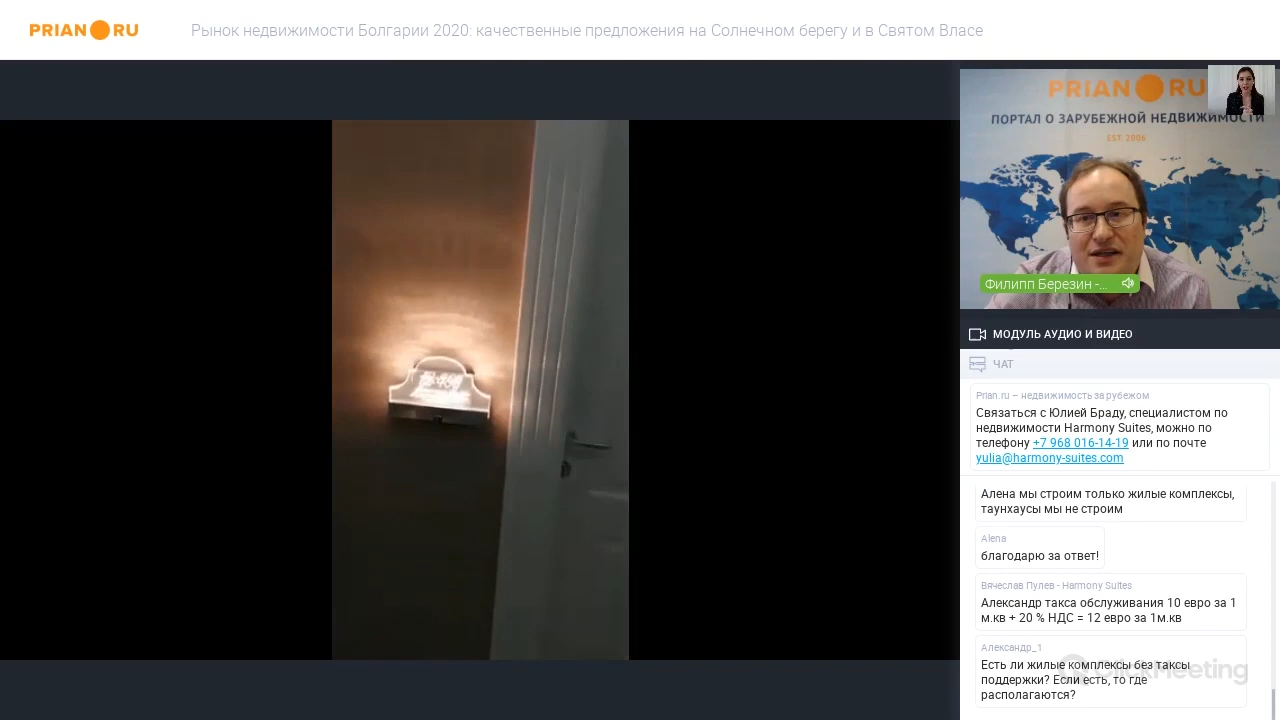 PRIAN RU
Рынок недвижимости Болгарии 2020: качественные предложения на Солнечном берегу и в Святом Власе
PRIAN RU
ПОРТАЛ О ЗАРУБЕЖНОЙ НЕДВИЖИМОСТИ
EST. 2006
Филипп Березин -...
МОДУЛЬ АУДИО И ВИДЕО
ЧАТ
Prian.ru – недвижимость за рубежом
Связаться с Юлией Браду, специалистом по
недвижимости Harmony Suites, можно по
телефону +7 968 016-14-19 или по почте
yulia@harmony-suites.com
Алена мы строим только жилые комплексы,
таунхаусы мы не строим
Alena
благодарю за ответ!
Вячеслав Пулев - Harmony Suites
Александр такса обслуживания 10 евро за 1
м.кв + 20 % НДС = 12 евро за 1м.кв
Александр_1
Есть ли жилые комплексы без таксы
поддержки? Если есть, то где
располагаются?
ClickMeeting